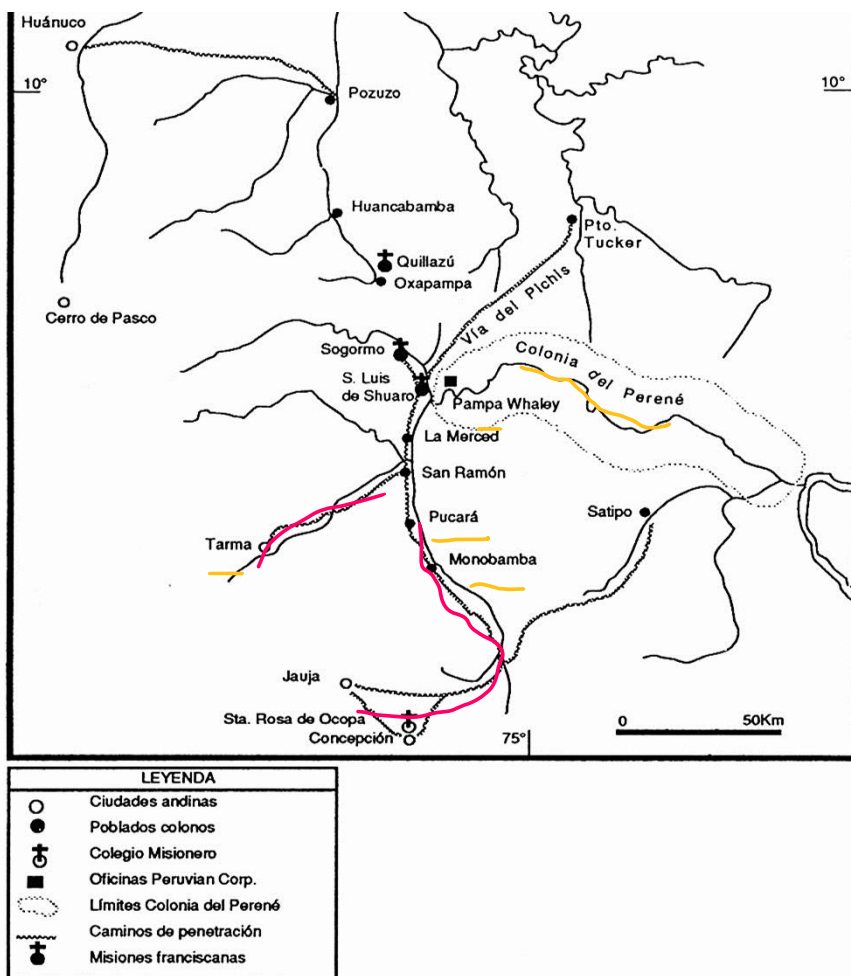 Huánuco
10°
10°
Pozuzo
Huancabamba
Pto.
Tucker
Quillazú
Oxapampa
Cerro de Pasco
Vía del Pichis
Sogormo
Colonia del Perené
S. Luis
de Shuaro
Pampa Whaley
La Merced
San Ramón
Pucará
Satipo
Tarma
Monobamba
Jauja
Sta. Rosa de Ocopa
Concepción
75°
0 50Km
LEYENDA
Ciudades andinas
Poblados colonos
Colegio Misionero
Oficinas Peruvian Corp.
Límites Colonia del Perené
Caminos de penetración
Misiones franciscanas